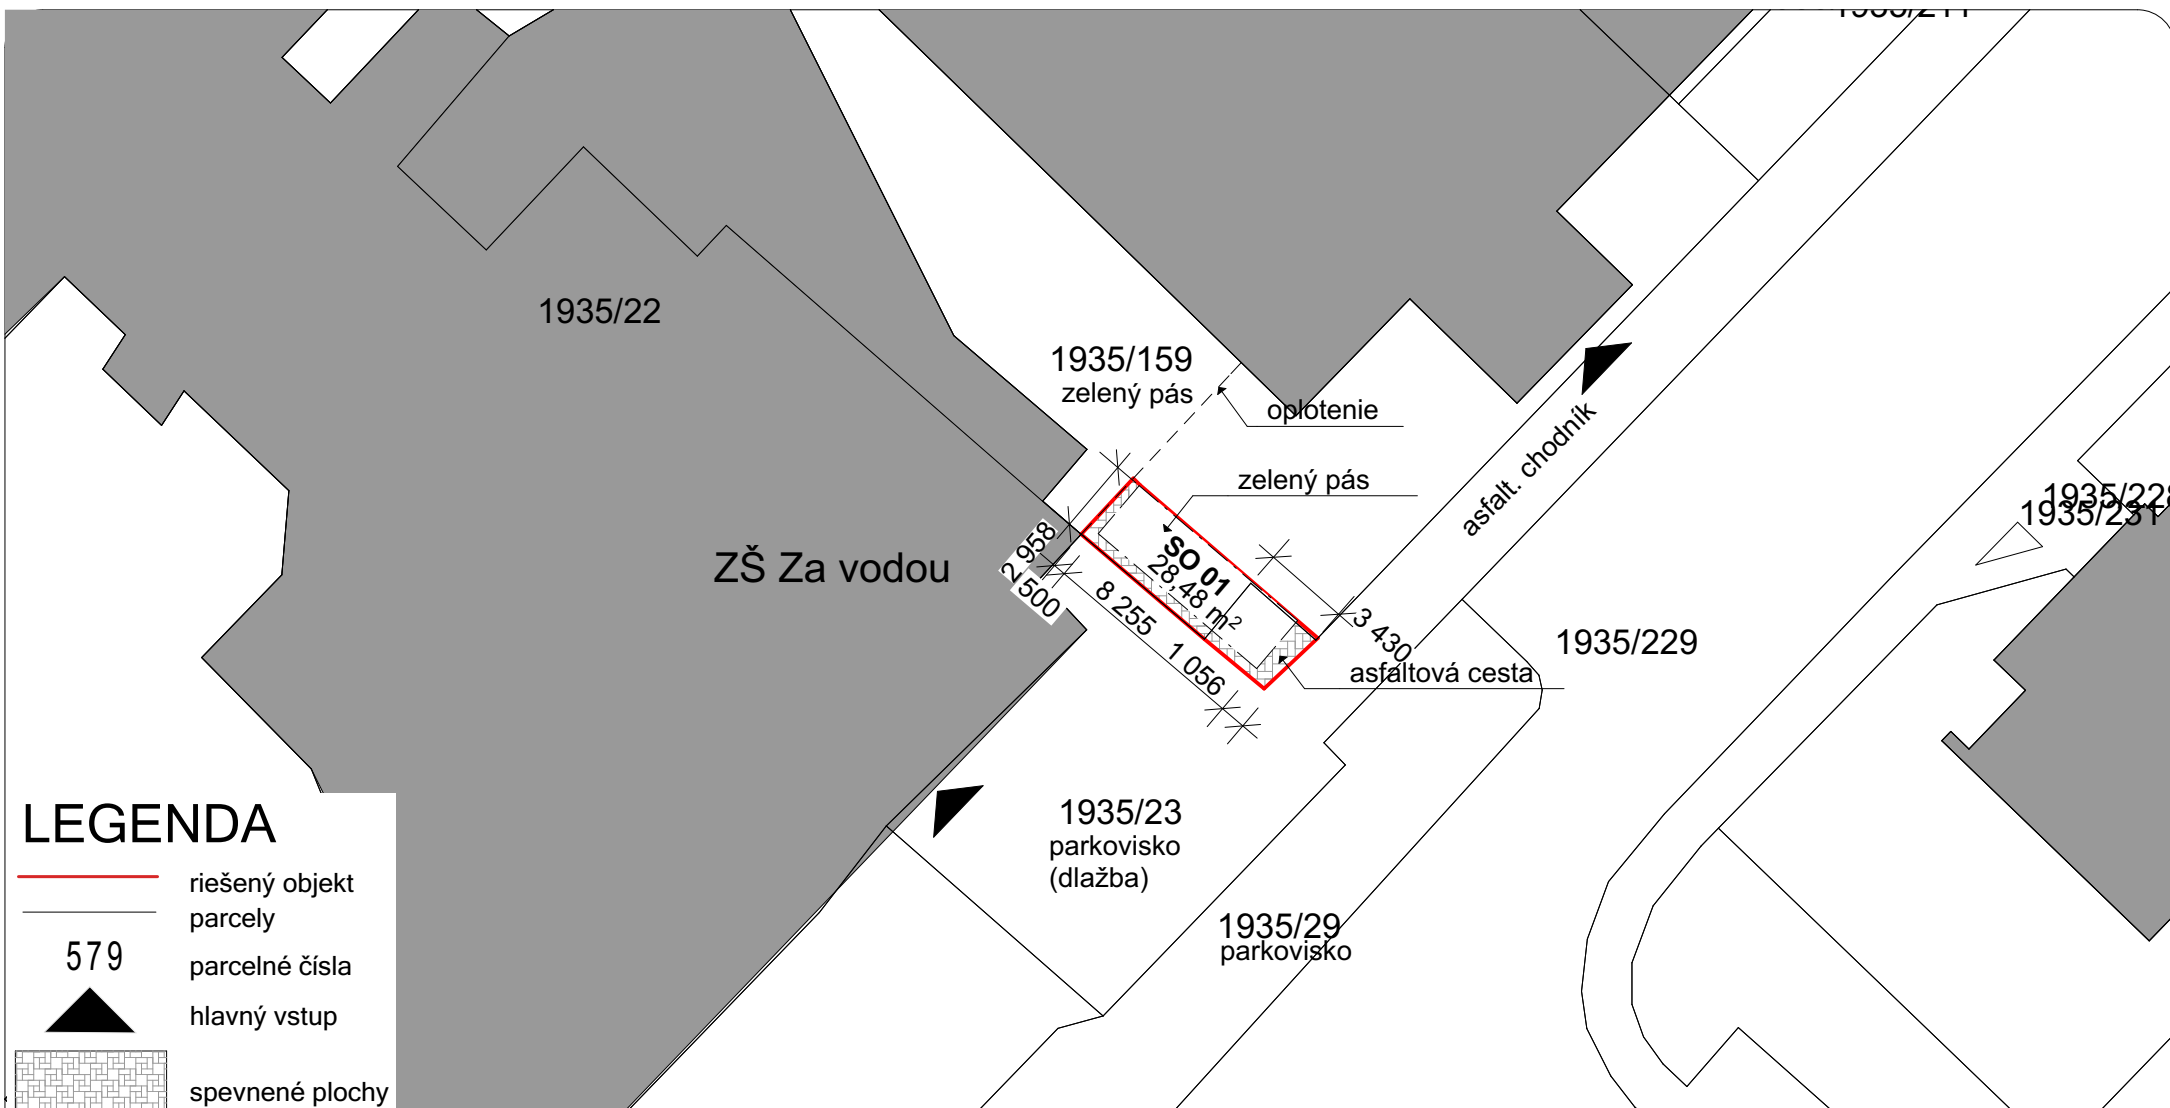 1935/22
1935/159
zelený pás
oplotenie
zelený pás
asfalt. chodník
1935/228
1935/231
ZŠ Za vodou
2 958
500
SO 01
28,48 m²
8 255
1 056
3 430
1935/229
asfaltová cesta
1935/23
parkovisko
(dlažba)
1935/29
parkovisko
LEGENDA
riešený objekt
parcely
579
parcelné čísla
hlavný vstup
spevnené plochy